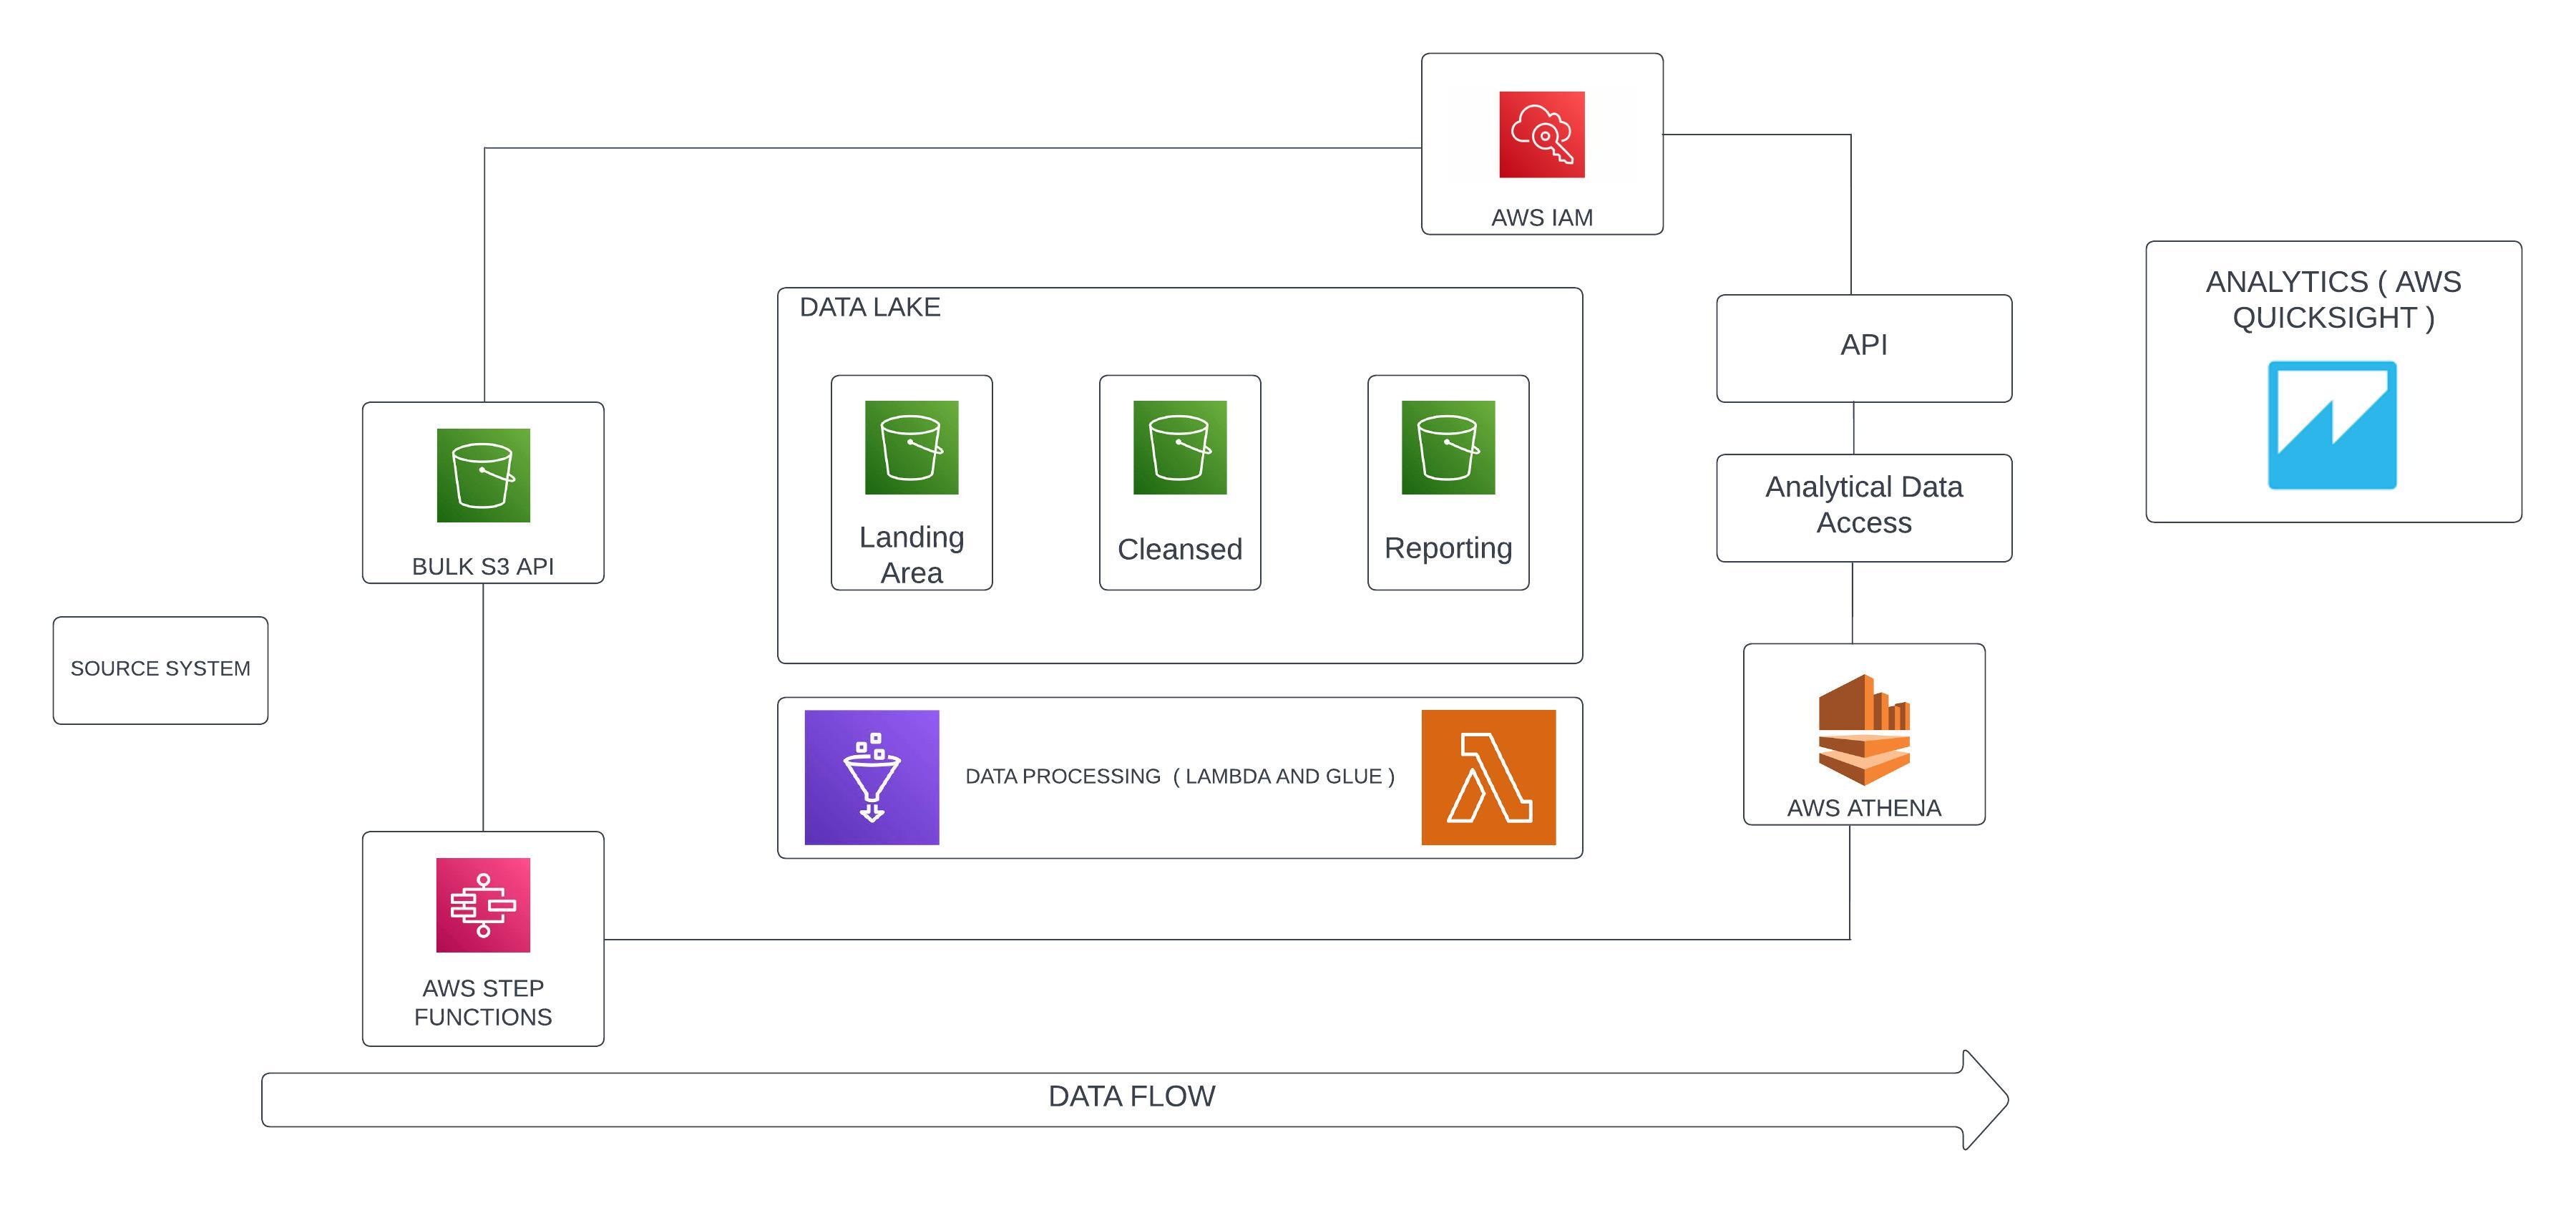 AWS IAM
ANALYTICS ( AWS
QUICKSIGHT )
DATA LAKE
API
Landing
Area
Cleansed
Reporting
Analytical Data
Access
BULK S3 API
SOURCE SYSTEM
DATA PROCESSING  ( LAMBDA AND GLUE )
AWS ATHENA
AWS STEP
FUNCTIONS
DATA FLOW